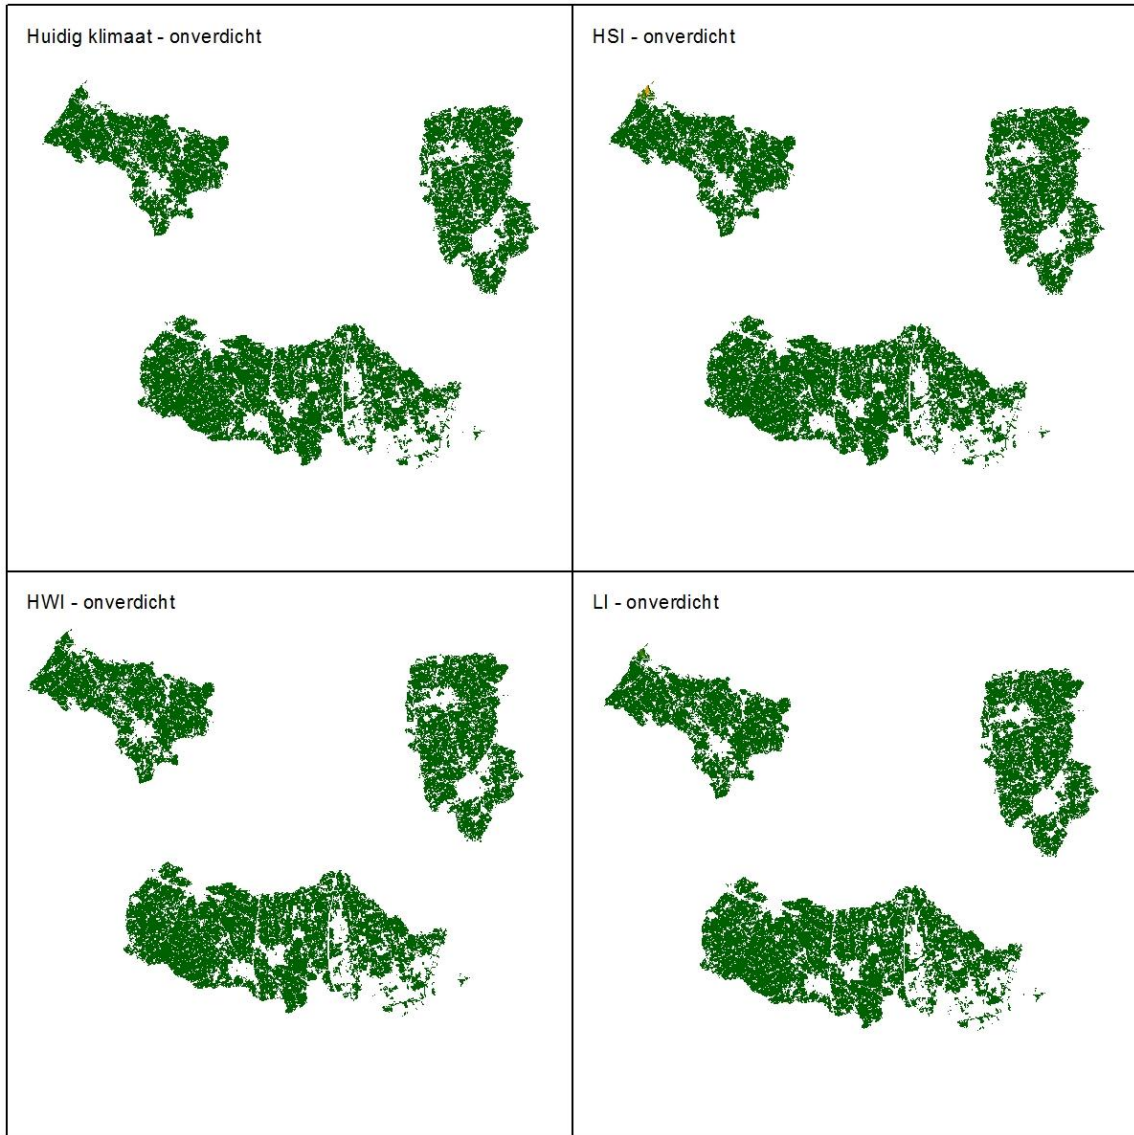 Huidig klimaat - onverdicht
HSI - onverdicht
HWI - onverdicht
LI - onverdicht